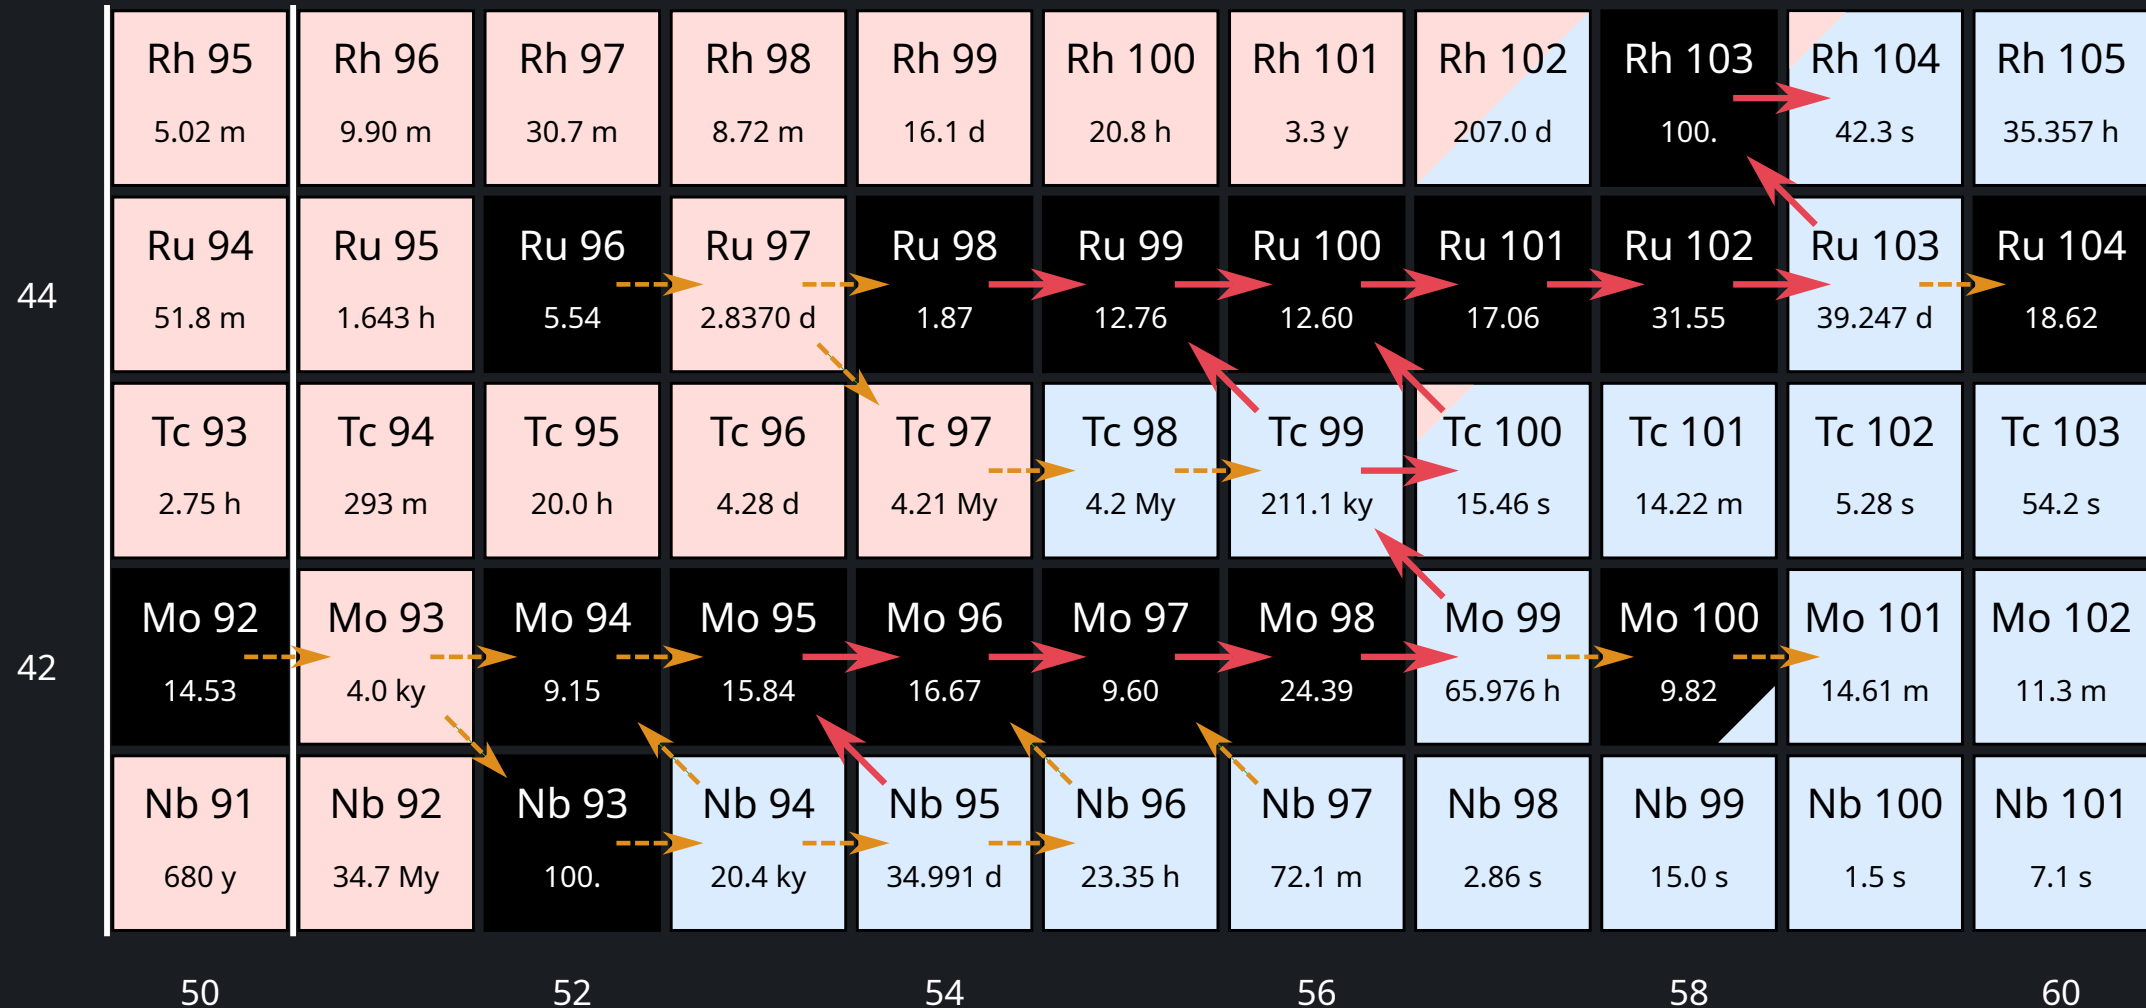 Rh 95 Rh 96 Rh 97 Rh 98 Rh 99 Rh 100 Rh 101 Rh 102 Rh 103 Rh 104 Rh 105
5.02 m 9.90 m 30.7 m 8.72 m 16.1 d 20.8 h 3.3 y 207.0 d 100. 42.3 s 35.357 h
44
Ru 94 Ru 95 Ru 96 Ru 97 Ru 98 Ru 99 Ru 100 Ru 101 Ru 102 Ru 103 Ru 104
51.8 m 1.643 h 5.54 2.8370 d 1.87 12.76 12.60 17.06 31.55 39.247 d 18.62
Tc 93 Tc 94 Tc 95 Tc 96 Tc 97 Tc 98 Tc 99 Tc 100 Tc 101 Tc 102 Tc 103
2.75 h 293 m 20.0 h 4.28 d 4.21 My 4.2 My 211.1 ky 15.46 s 14.22 m 5.28 s 54.2 s
42
Mo 92 Mo 93 Mo 94 Mo 95 Mo 96 Mo 97 Mo 98 Mo 99 Mo 100 Mo 101 Mo 102
14.53 4.0 ky 9.15 15.84 16.67 9.60 24.39 65.976 h 9.82 14.61 m 11.3 m
Nb 91 Nb 92 Nb 93 Nb 94 Nb 95 Nb 96 Nb 97 Nb 98 Nb 99 Nb 100 Nb 101
680 y 34.7 My 100. 20.4 ky 34.991 d 23.35 h 72.1 m 2.86 s 15.0 s 1.5 s 7.1 s
50 52 54 56 58 60